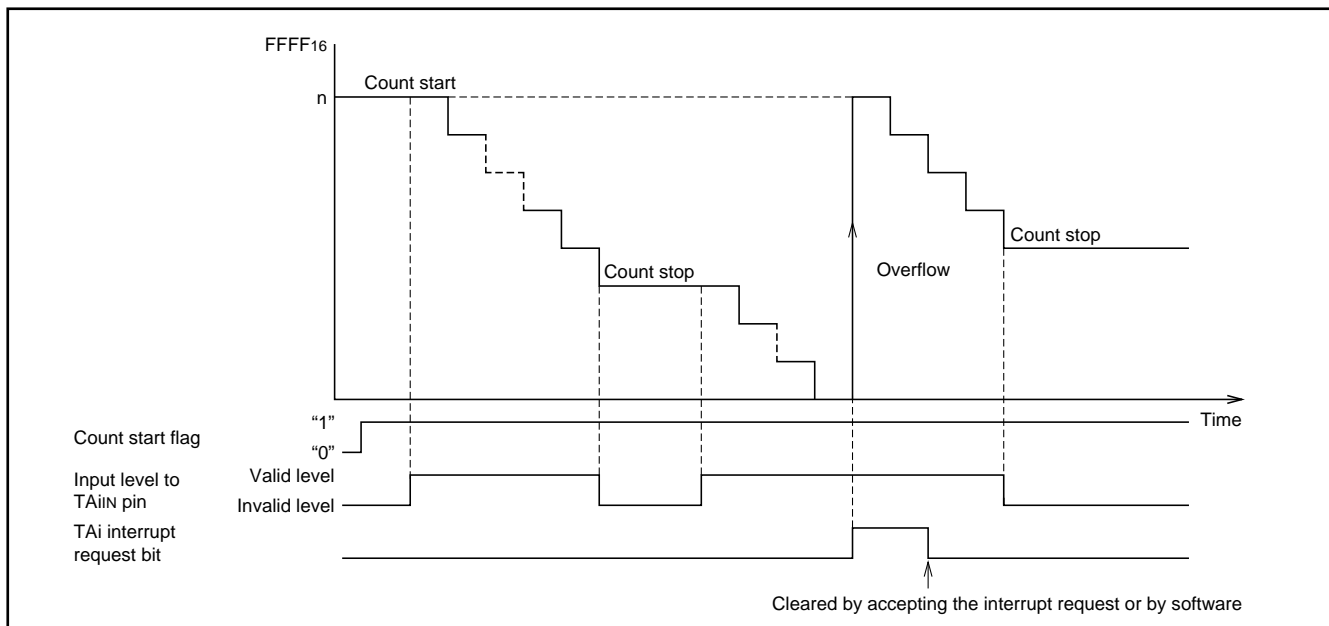 FFFF16
n
Count start
Count stop
Overflow
Count stop
Time
Count start flag
“1”
“0”
Input level to
TAiIN pin
Valid level
Invalid level
TAi interrupt
request bit
Cleared by accepting the interrupt request or by software